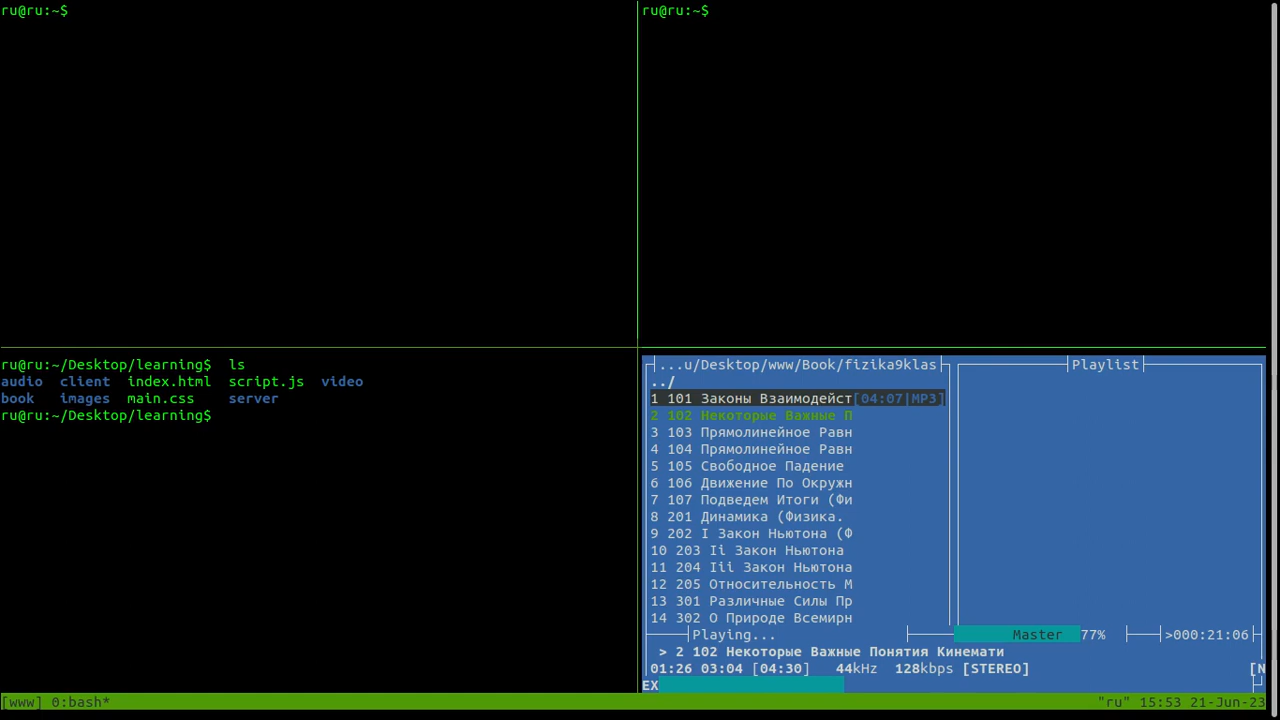 ru@ru:~$
ru@ru:~$
ru@ru:~/Desktop/learning$  ls
audio  client  index.html  script.js  video
book   images  main.css    server
ru@ru:~/Desktop/learning$
...u/Desktop/www/Book/fizika9klas
Playlist
../
1 101 Законы Взаимодейст[04:07|MP3]
2 102 Некоторые Важные П
3 103 Прямолинейное Равн
4 104 Прямолинейное Равн
5 105 Свободное Падение
6 106 Движение По Окружн
7 107 Подведем Итоги (Фи
8 201 Динамика (Физика.
9 202 I Закон Ньютона (Ф
10 203 Ii Закон Ньютона
11 204 Iii Закон Ньютона
12 205 Относительность М
13 301 Различные Силы Пр
14 302 О Природе Всемирн
Playing... Master 77% >000:21:06
> 2 102 Некоторые Важные Понятия Кинемати
01:26 03:04 [04:30] 44kHz 128kbps [STEREO] [N
EX
[www] 0:bash* "ru" 15:53 21-Jun-23